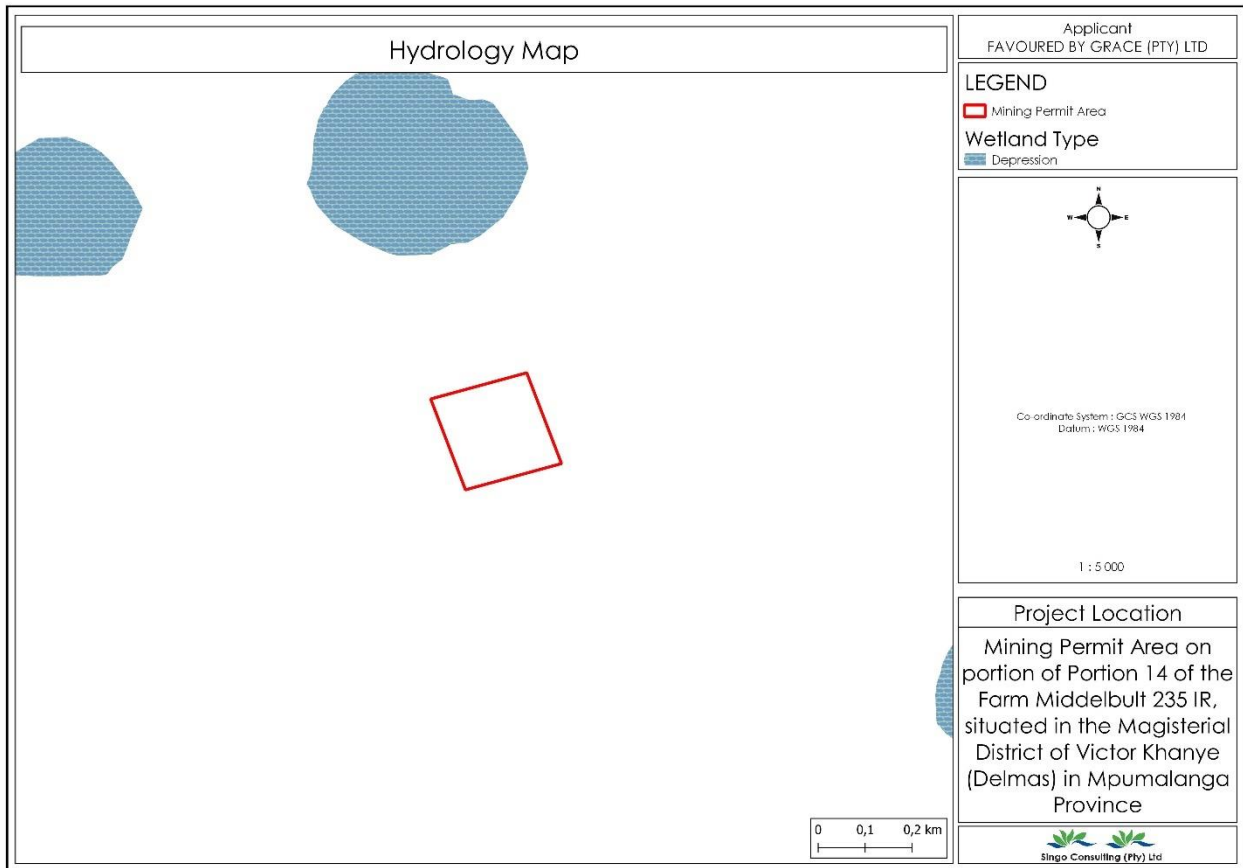 Hydrology Map
Applicant
FAVOURED BY GRACE (PTY) LTD
LEGEND
Mining Permit Area
Wetland Type
Depression
N
W E
S
Co-ordinate System : GCS WGS 1984
Datum : WGS 1984
1 : 5 000
Project Location
Mining Permit Area on
portion of Portion 14 of the
Farm Middelbult 235 IR,
situated in the Magisterial
District of Victor Khanye
(Delmas) in Mpumalanga
Province
0 0,1 0,2 km
Singo Consulting (Pty) Ltd